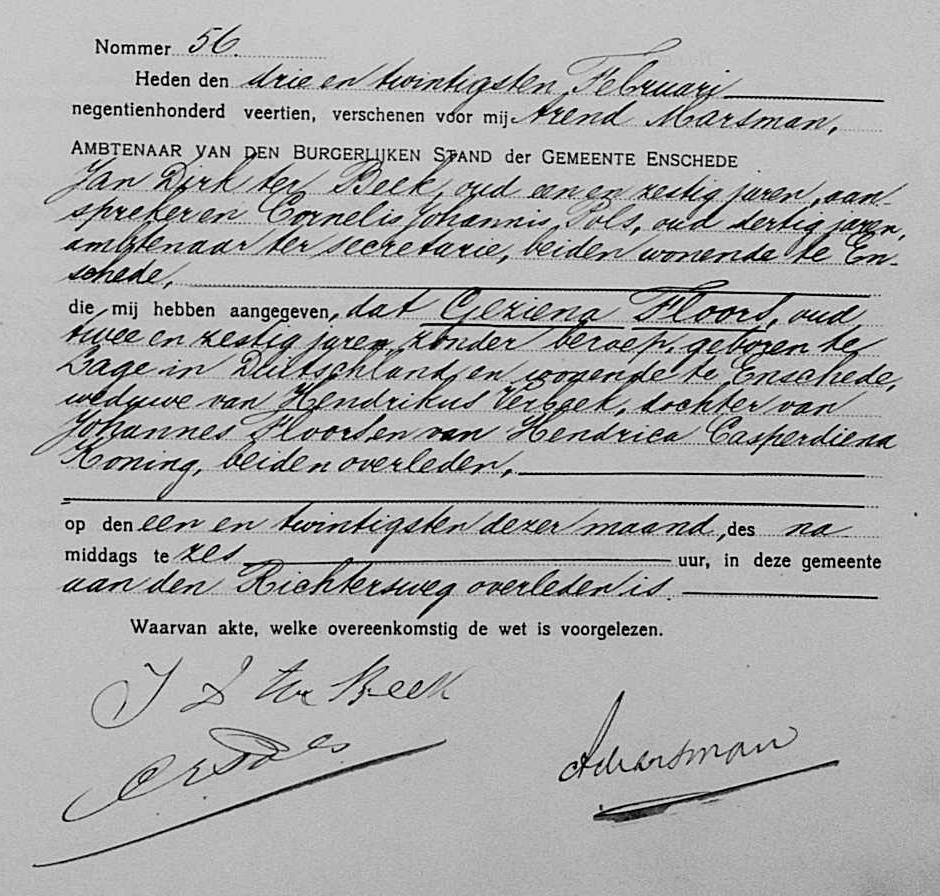 Nommer 56.
Heden den drie en twintigsten Februarij
negentienhonderd veertien, verschenen voor mij Arend Marsman,
AMBTENAAR VAN DEN BURGERLIJKEN STAND der GEMEENTE ENSCHEDE
Jan Dirk ter Beek, oud een en zestig jaren, aan-
spreker en Cornelis Johannis Pols, oud dertig jaren,
ambtenaar ter secretarie, beiden wonende te En-
schede,
die mij hebben aangegeven, dat Geziena Floors, oud
twee en zestig jaren, zonder beroep, geboren te
Lage in Duitschland en wonende te Enschede,
weduwe van Hendrikus Verbeek, dochter van
Johannes Floors en van Hendrica Casperdiena
Koning, beiden overleden,
op den een en twintigsten dezer maand, des na
middags te zes uur, in deze gemeente
aan den Richtersweg overleden is.
Waarvan akte, welke overeenkomstig de wet is voorgelezen.
J D ter Beek
CJ Pols
AMarsman